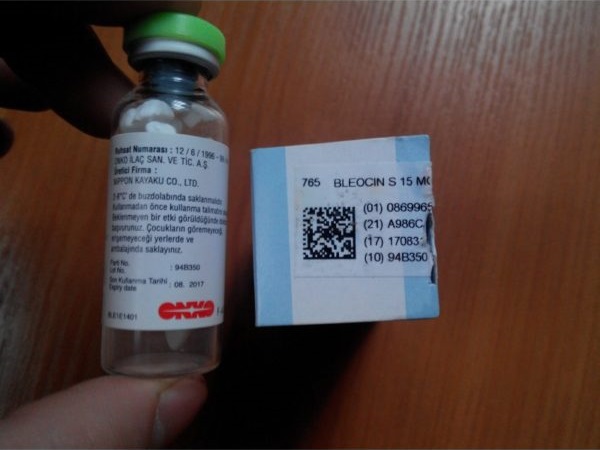 Ruhsat Numarası : 12 / 6 / 1996 -
ONKO İLAÇ SAN. VE TİC. A.Ş.
Üretici Firma :
NIPPON KAYAKU CO., LTD.
°C' de buzdolabında saklanmalıdır.
Kullanmadan önce kullanma talimatını
beklenmeyen bir etki görüldüğünde
başvurunuz. Çocukların göremeyeceği
erişemeyeceği yerlerde ve
ambalajında saklayınız.
Parti No.
Lot No. : 94B350
Son Kullanma Tarihi : 08. 2017
Expiry date
BLE1E1401
ONKO
765 BLEOCIN S 15 M
(01) 0869965
(21) A986C
(17) 17083
(10) 94B350